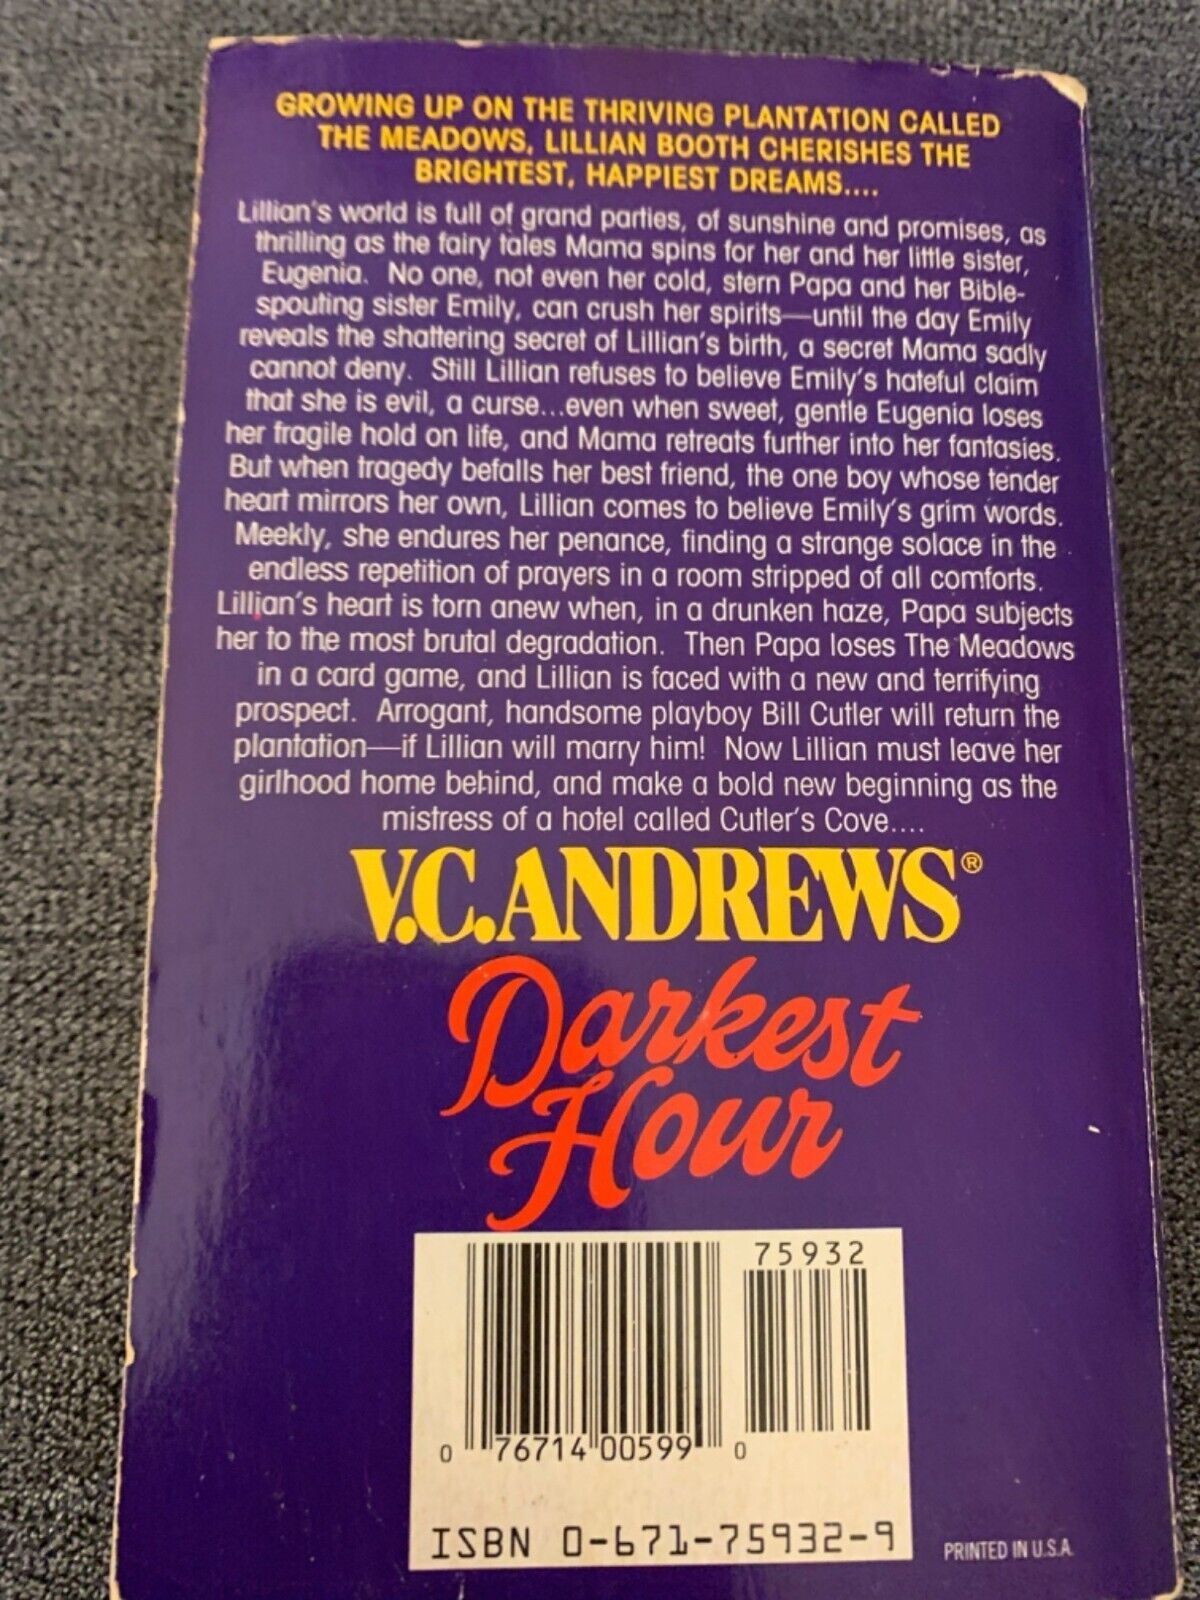 GROWING UP ON THE THRIVING PLANTATION CALLED
THE MEADOWS, LILLIAN BOOTH CHERISHES THE
BRIGHTEST, HAPPIEST DREAMS....
Lillian's world is full of grand parties, of sunshine and promises, as
thrilling as the fairy tales Mama spins for her and her little sister,
Eugenia. No one, not even her cold, stern Papa and her Bible-
spouting sister Emily, can crush her spirits—until the day Emily
reveals the shattering secret of Lillian's birth, a secret Mama sadly
cannot deny. Still Lillian refuses to believe Emily's hateful claim
that she is evil, a curse...even when sweet, gentle Eugenia loses
her fragile hold on life, and Mama retreats further into her fantasies.
But when tragedy befalls her best friend, the one boy whose tender
heart mirrors her own, Lillian comes to believe Emily's grim words.
Meekly, she endures her penance, finding a strange solace in the
endless repetition of prayers in a room stripped of all comforts.
Lillian's heart is torn anew when, in a drunken haze, Papa subjects
her to the most brutal degradation. Then Papa loses The Meadows
in a card game, and Lillian is faced with a new and terrifying
prospect. Arrogant, handsome playboy Bill Cutler will return the
plantation—if Lillian will marry him! Now Lillian must leave her
girlhood home behind, and make a bold new beginning as the
mistress of a hotel called Cutler's Cove....
V.C. ANDREWS®
Darkest
Hour
75932
0 76714 00599 0
ISBN 0-671-75932-9
PRINTED IN U.S.A.